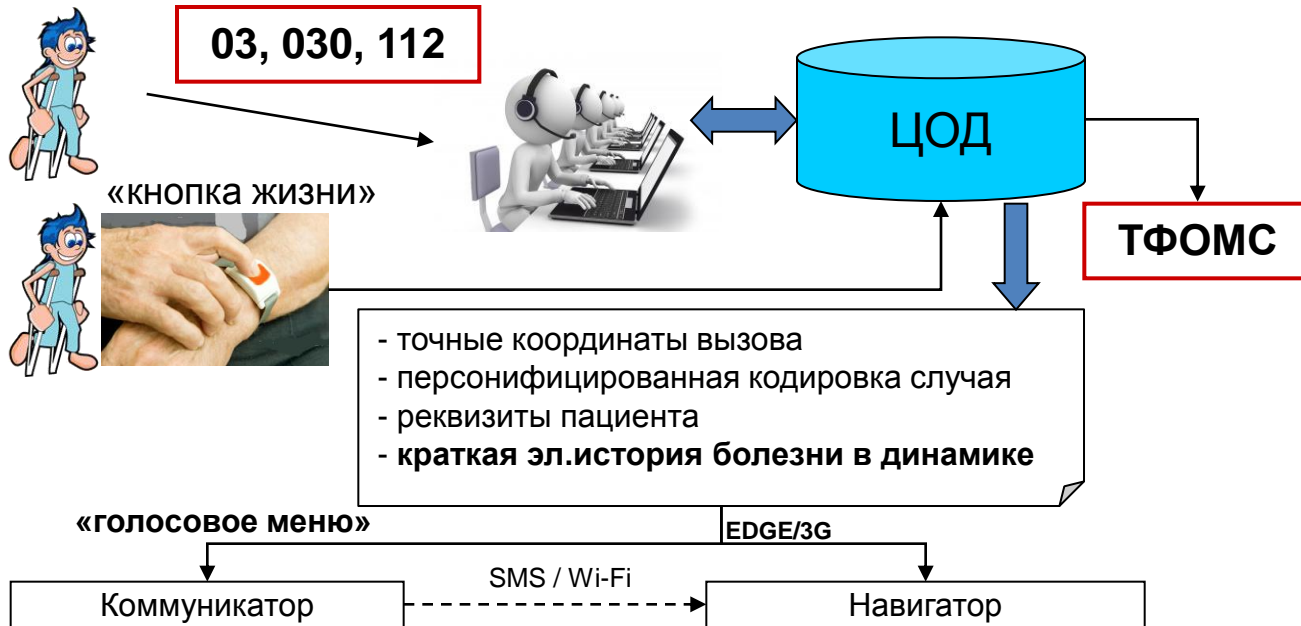 03, 030, 112
ЦОД
«кнопка жизни»
ТФОМС
- точные координаты вызова
- персонифицированная кодировка случая
- реквизиты пациента
- краткая эл.история болезни в динамике
«голосовое меню»
EDGE/3G
SMS / Wi-Fi
Коммуникатор
Навигатор